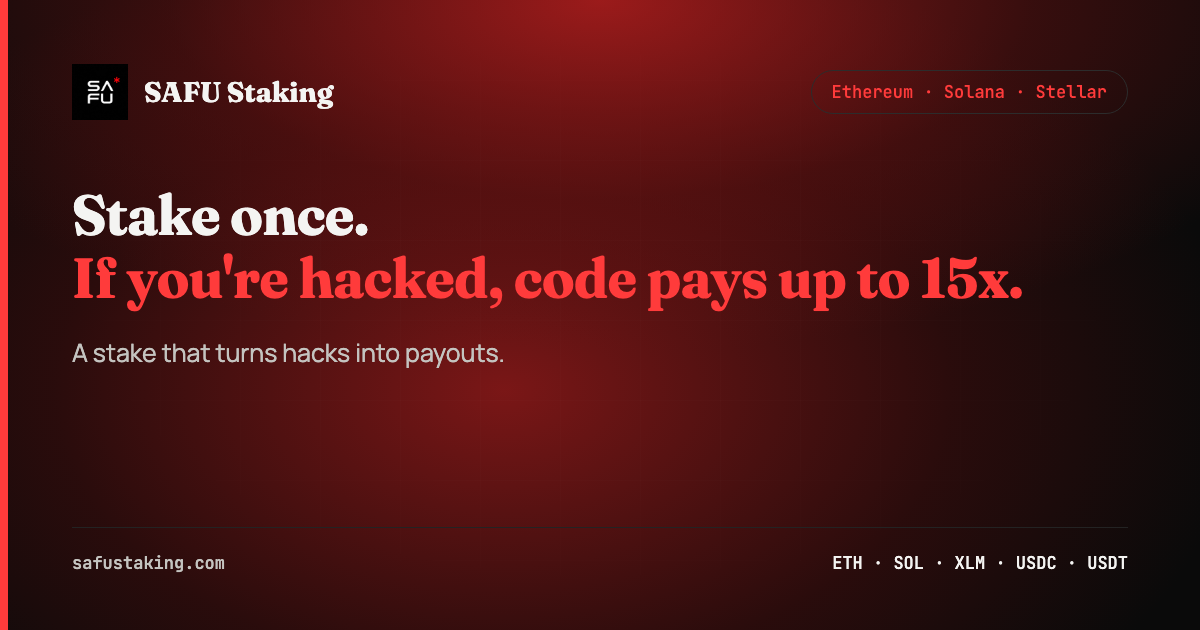 SA*
FU
SAFU Staking
Ethereum · Solana · Stellar
Stake once.
If you're hacked, code pays up to 15x.
A stake that turns hacks into payouts.
safustaking.com
ETH · SOL · XLM · USDC · USDT